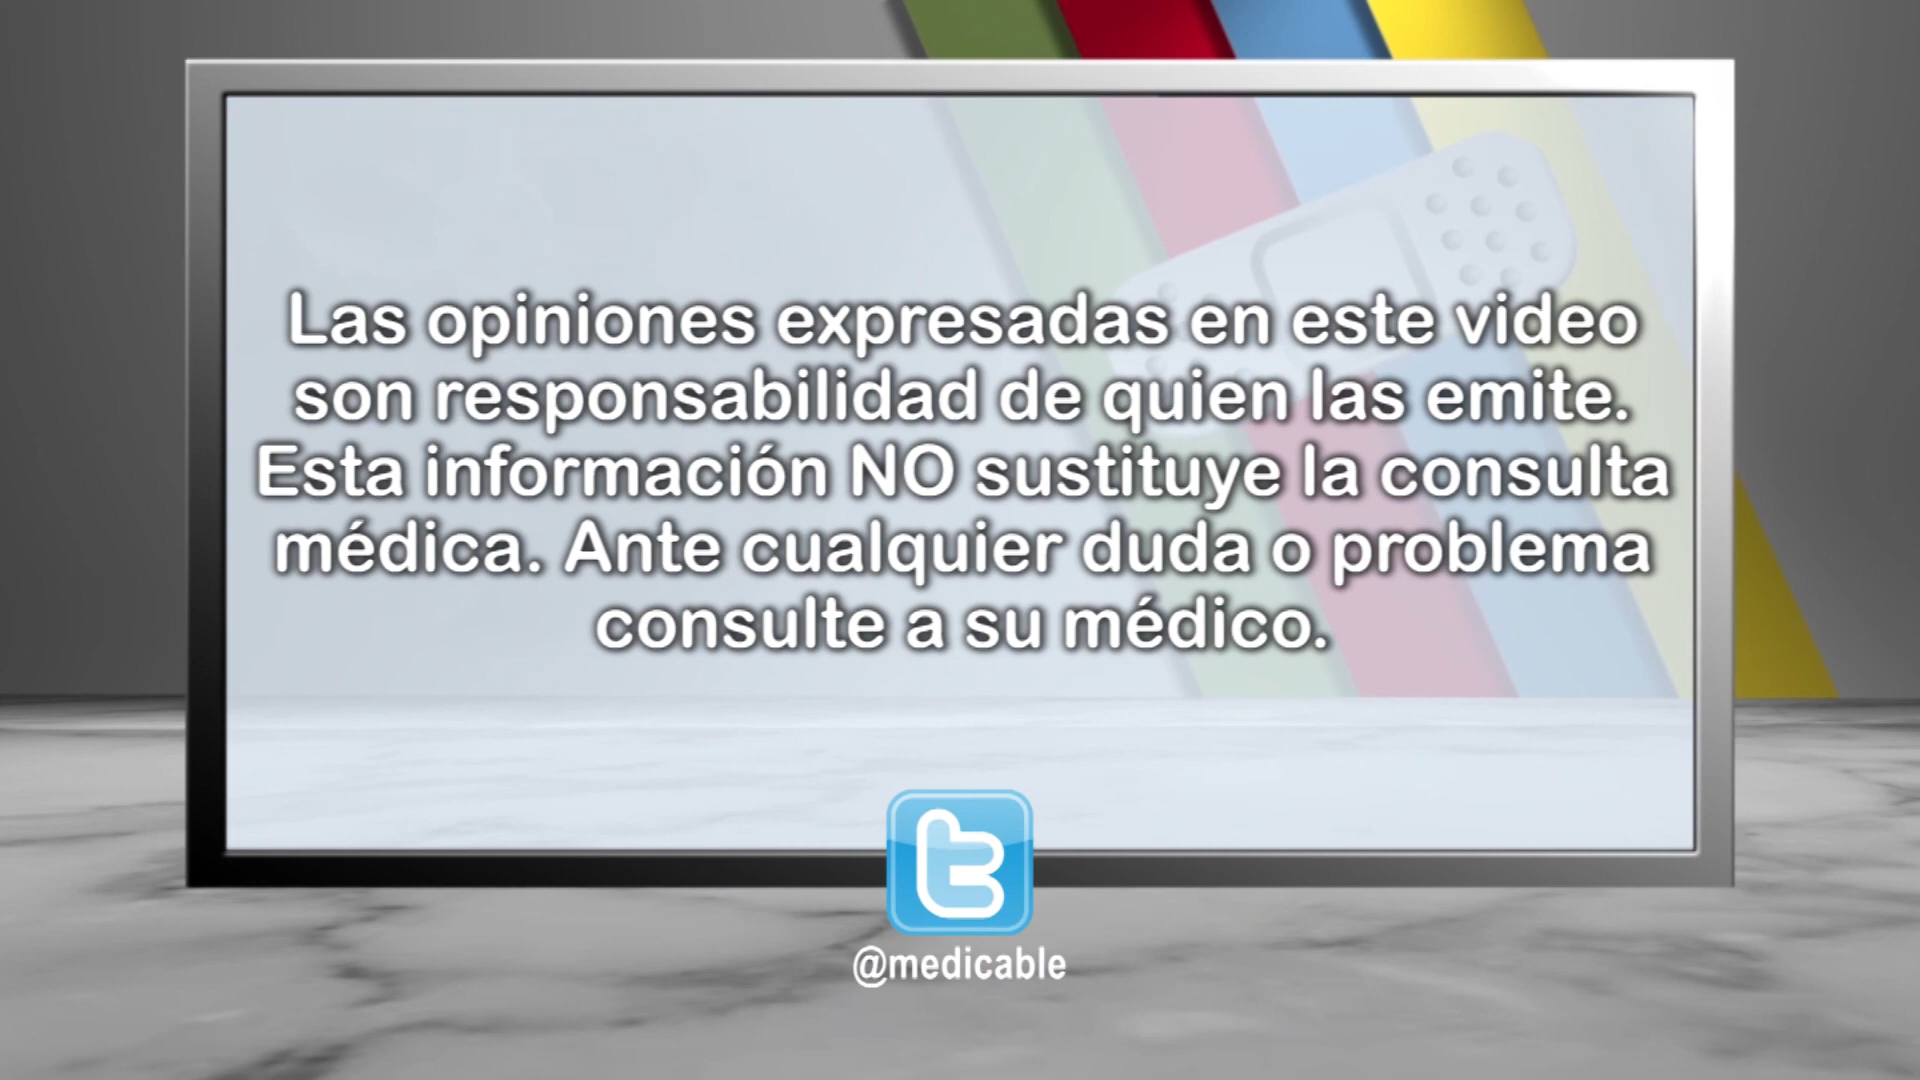 Las opiniones expresadas en este video
son responsabilidad de quien las emite.
Esta información NO sustituye la consulta
médica. Ante cualquier duda o problema
consulte a su médico.
@medicable